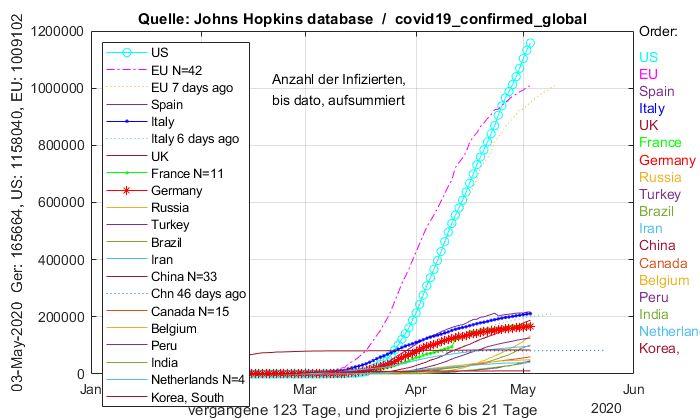 Quelle: Johns Hopkins database / covid19_confirmed_global
03-May-2020 Ger: 165664, US: 1158040, EU: 1009102
1200000
1000000
800000
600000
400000
200000
0
US
EU N=42
EU 7 days ago
Spain
Italy
Italy 6 days ago
UK
France N=11
Germany
Russia
Turkey
Brazil
Iran
China N=33
Chn 46 days ago
Canada N=15
Belgium
Peru
India
Netherlands N=4
Korea, South
Anzahl der Infizierten,
bis dato, aufsummiert
Order:
US
EU
Spain
Italy
UK
France
Germany
Russia
Turkey
Brazil
Iran
China
Canada
Belgium
Peru
India
Netherland
Korea,
Jan Mar Apr May Jun
vergangene 123 Tage, und projizierte 6 bis 21 Tage 2020